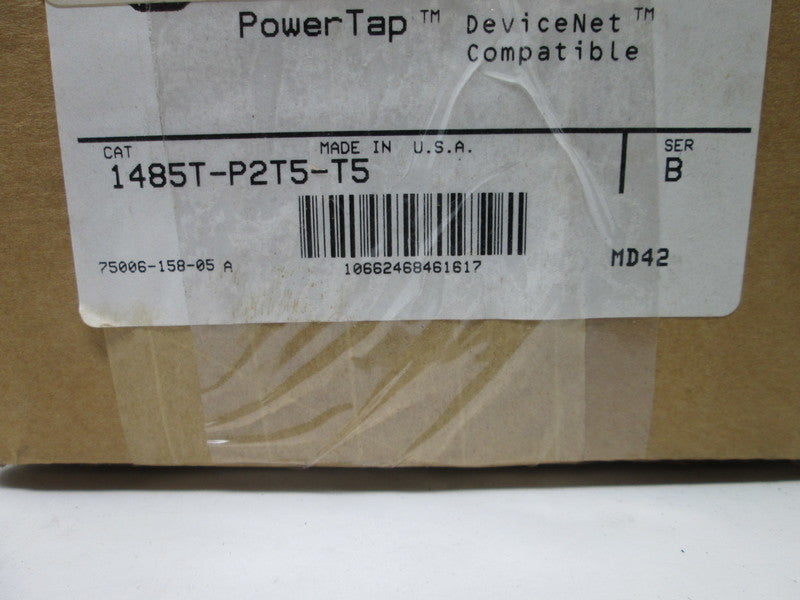 PowerTap™ DeviceNet™
Compatible
CAT MADE IN U.S.A. SER
1485T-P2T5-T5 B
75006-158-05 A 10662468461617 MD42